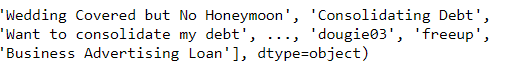 'Wedding Covered but No Honeymoon', 'Consolidating Debt',
'Want to consolidate my debt', ..., 'dougie03', 'freeup',
'Business Advertising Loan'], dtype=object)